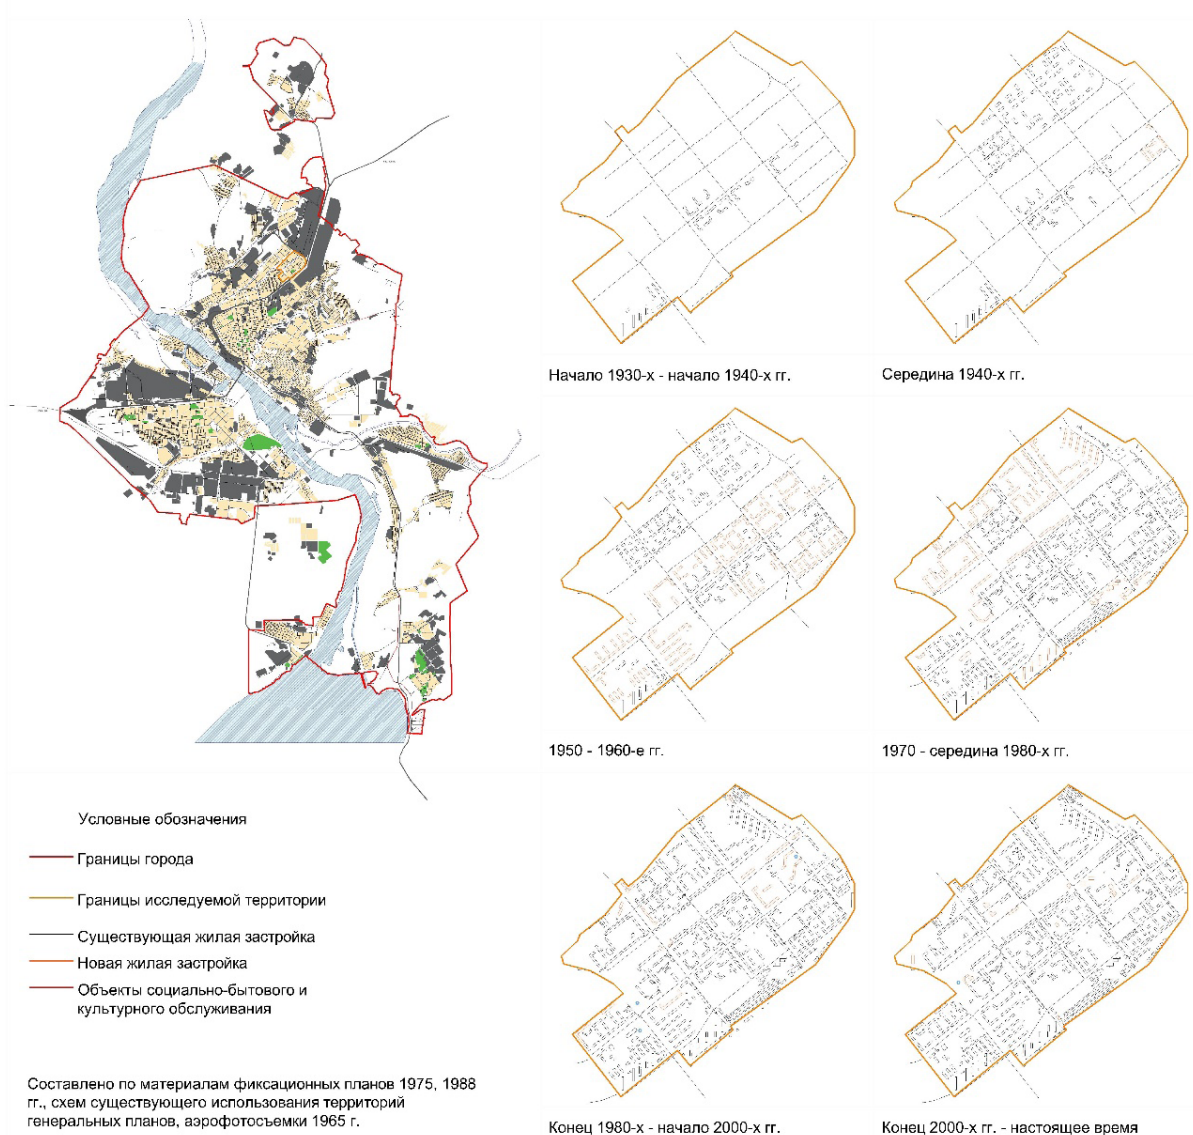 Начало 1930-х - начало 1940-х гг.
Середина 1940-х гг.
1950 - 1960-е гг.
1970 - середина 1980-х гг.
Условные обозначения
Границы города
Границы исследуемой территории
Существующая жилая застройка
Новая жилая застройка
Объекты социально-бытового и
культурного обслуживания
Составлено по материалам фиксационных планов 1975, 1988
гг., схем существующего использования территорий
генеральных планов, аэрофотосъемки 1965 г.
Конец 1980-х - начало 2000-х гг.
Конец 2000-х гг. - настоящее время